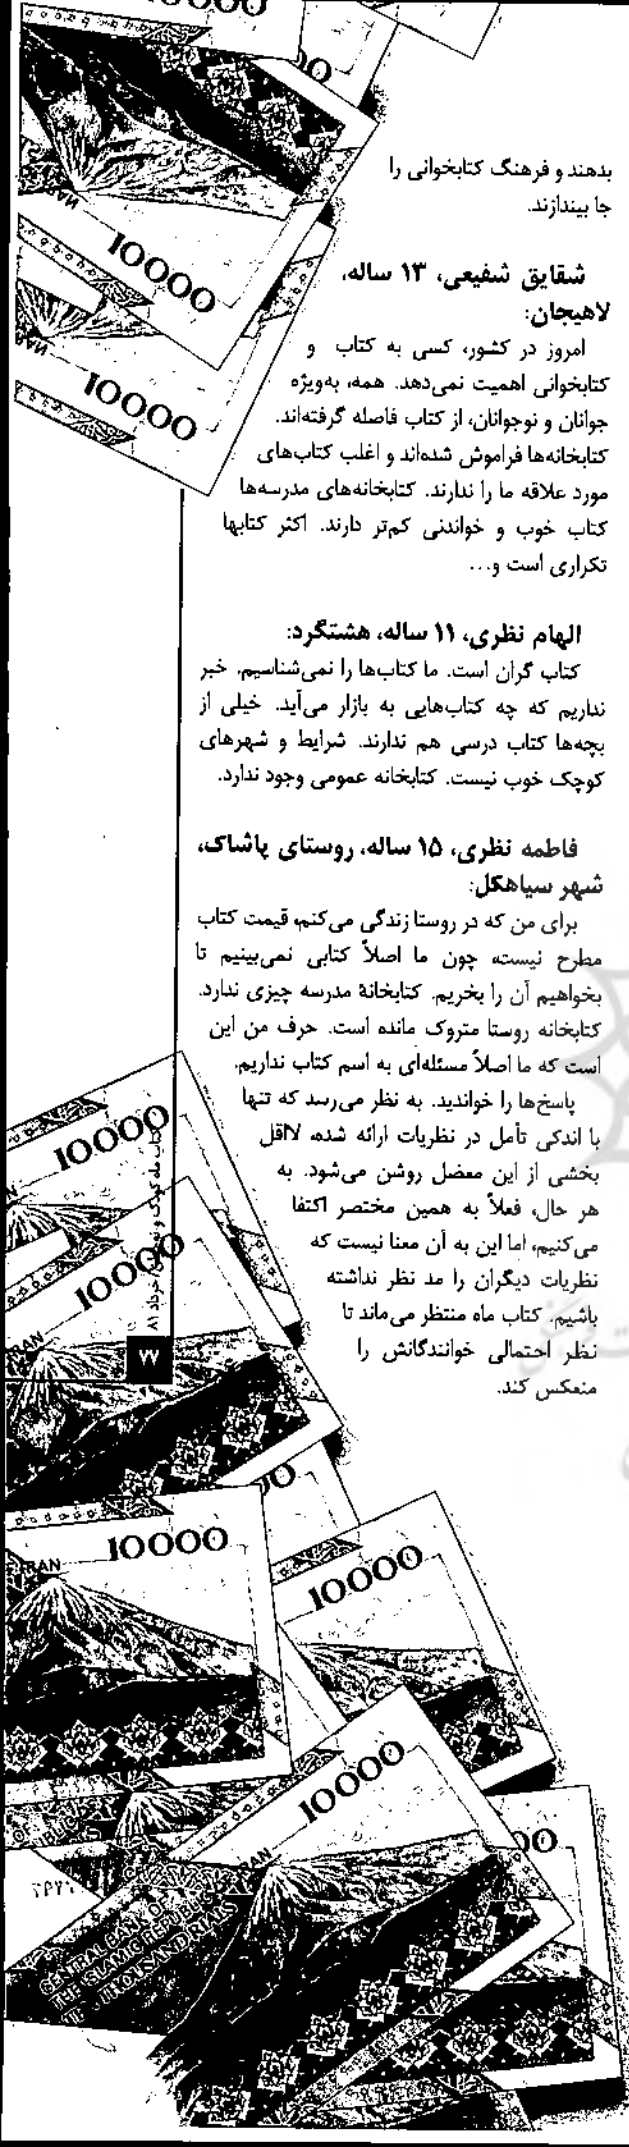 بدهند و فرهنگ کتابخوانی را
جا بیندازند.
شقایق شفیعی، ۱۳ ساله،
لاهیجان:
امروز در کشور، کسی به کتاب و
کتابخوانی اهمیت نمی‌دهد. همه، به‌ویژه
جوانان و نوجوانان، از کتاب فاصله گرفته‌اند.
کتابخانه‌ها فراموش شده‌اند و اغلب کتاب‌های
مورد علاقه ما را ندارند. کتابخانه‌های مدرسه‌ها
کتاب خوب و خواندنی کم‌تر دارند. اکثر کتابها
تکراری است و...
الهام نظری، ۱۱ ساله، هشتگرد:
کتاب گران است. ما کتاب‌ها را نمی‌شناسیم. خبر
نداریم که چه کتاب‌هایی به بازار می‌آید. خیلی از
بچه‌ها کتاب درسی هم ندارند. شرایط و شهرهای
کوچک خوب نیست. کتابخانه عمومی وجود ندارد.
فاطمه نظری، ۱۵ ساله، روستای پاشاک،
شهر سیاهکل:
برای من که در روستا زندگی می‌کنم، قیمت کتاب
مطرح نیست، چون ما اصلاً کتابی نمی‌بینیم تا
بخواهیم آن را بخریم. کتابخانهٔ مدرسه چیزی ندارد.
کتابخانه روستا متروک مانده است. حرف من این
است که ما اصلاً مسئله‌ای به اسم کتاب نداریم.
پاسخ‌ها را خواندید. به نظر می‌رسد که تنها
با اندکی تأمل در نظریات ارائه شده، لااقل
بخشی از این معضل روشن می‌شود. به
هر حال، فعلاً به همین مختصر اکتفا
می‌کنیم، اما این به آن معنا نیست که
نظریات دیگران را مد نظر نداشته
باشیم. کتاب ماه منتظر می‌ماند تا
نظر احتمالی خوانندگانش را
منعکس کند.
۷۷
10000
10000
10000
10000
10000
10000
10000
IRAN
CENTRAL BANK OF
THE ISLAMIC REPUBLIC
THOUSAND RIALS